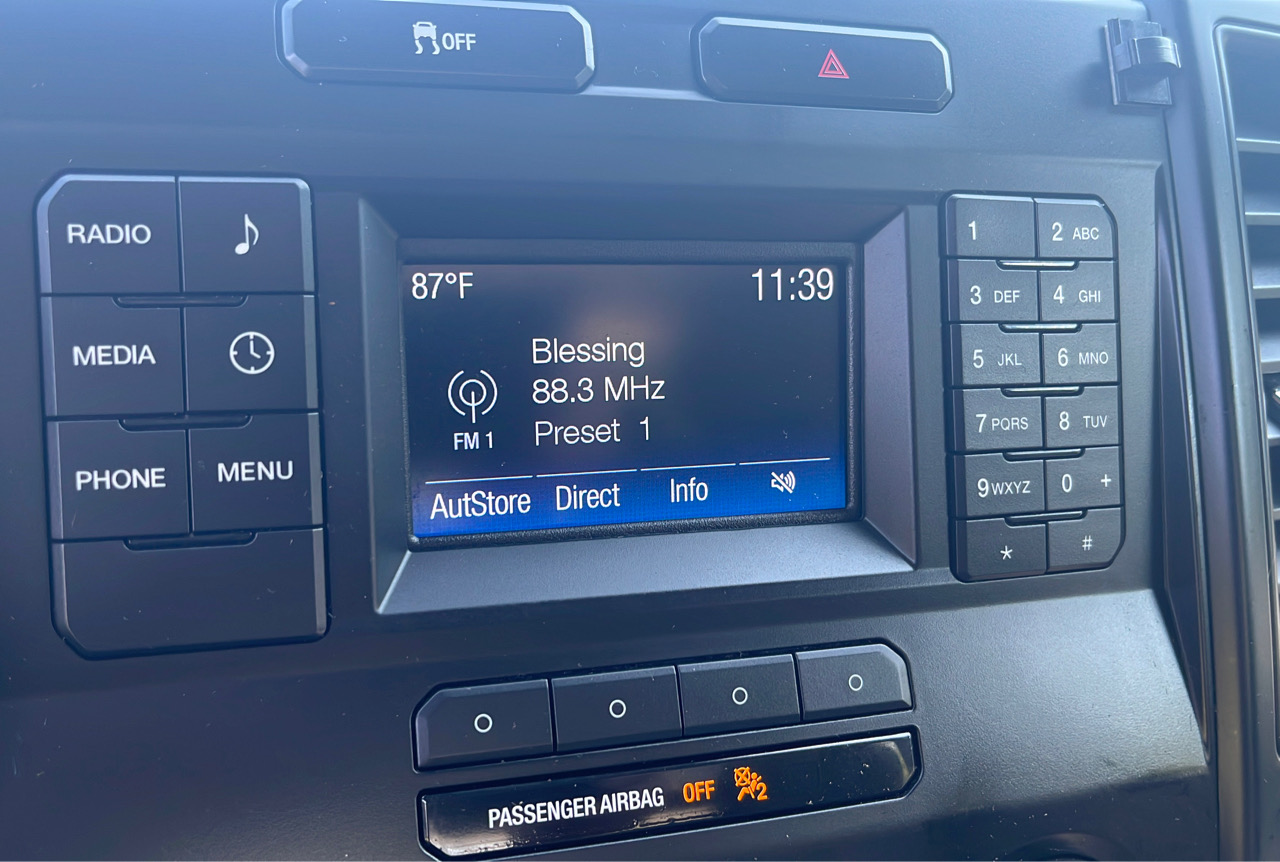 OFF
RADIO
MEDIA
PHONE
MENU
87°F
11:39
Blessing
88.3 MHz
Preset 1
FM 1
AutStore
Direct
Info
1
2 ABC
3 DEF
4 GHI
5 JKL
6 MNO
7 PQRS
8 TUV
9 WXYZ
0 +
*
#
PASSENGER AIRBAG OFF 2